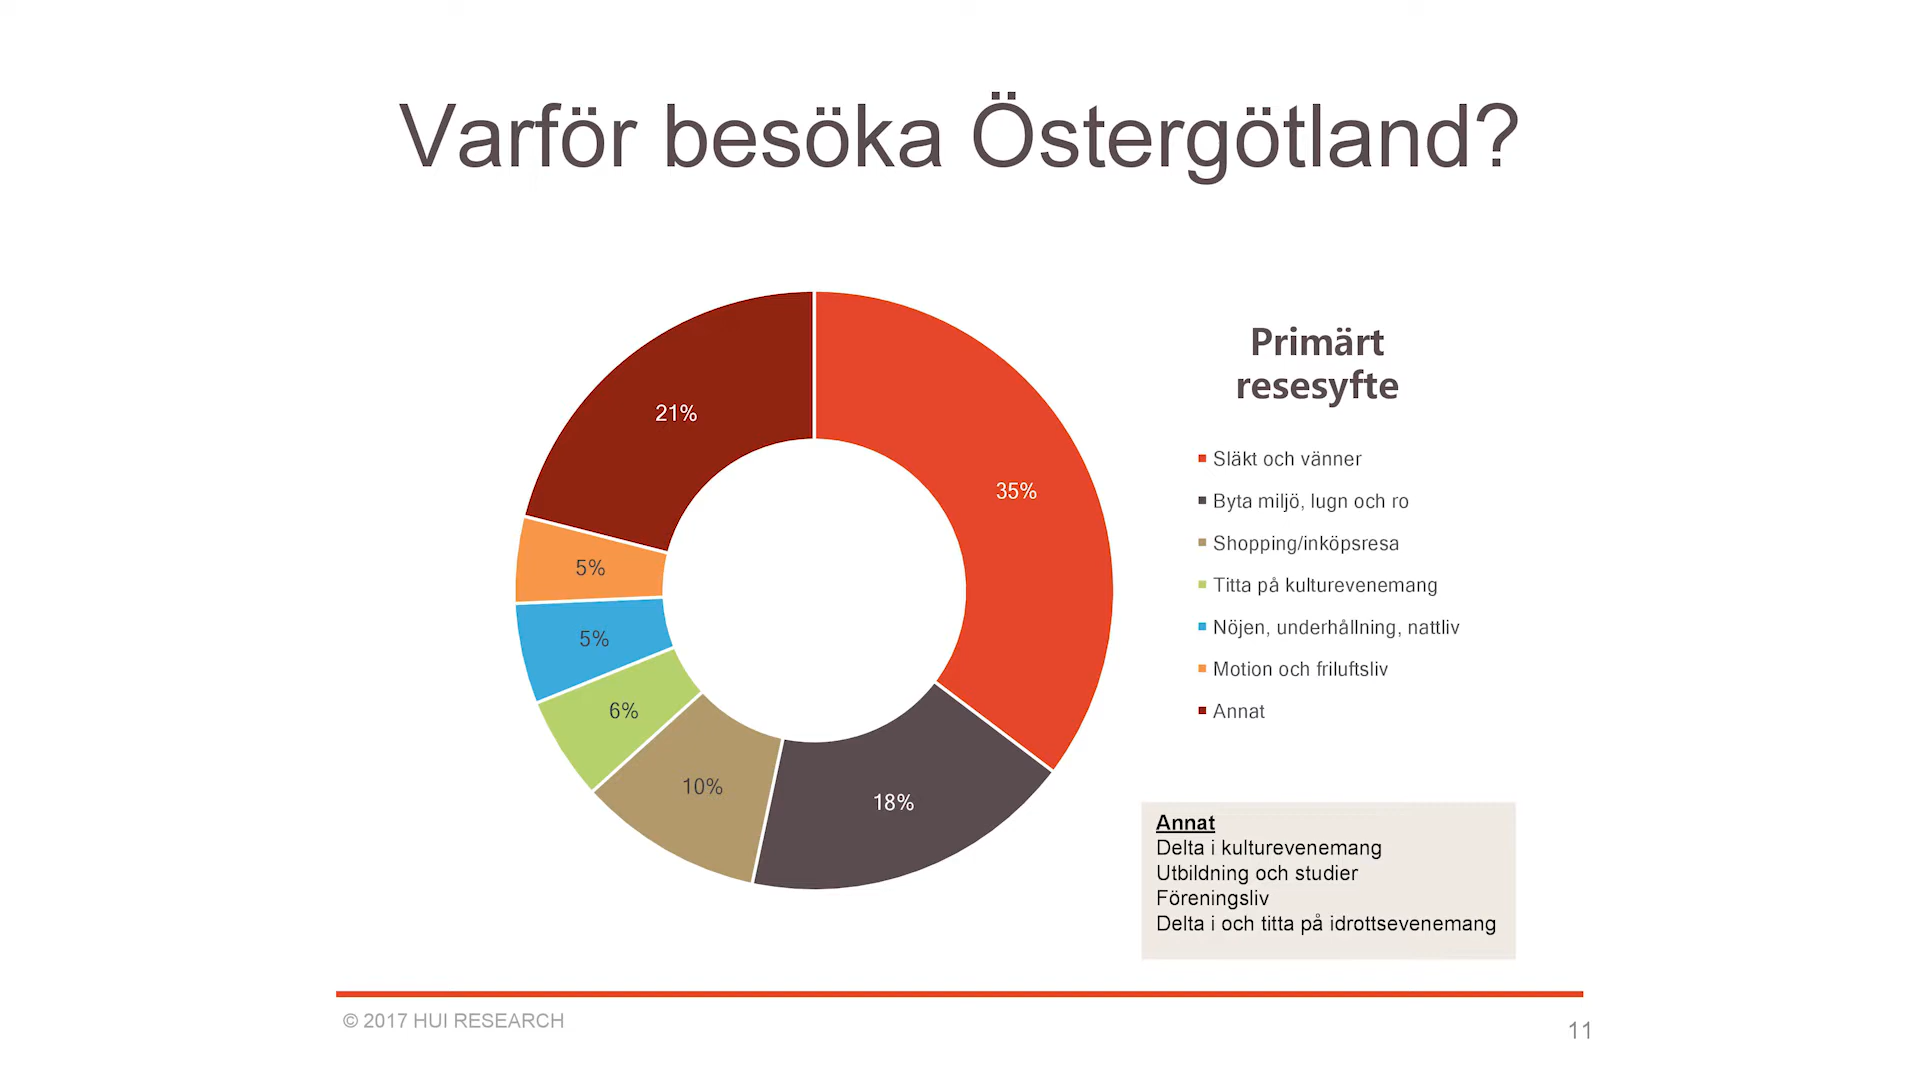 Varför besöka Östergötland?
21%
35%
5%
5%
6%
10%
18%
Primärt
resesyfte
Släkt och vänner
Byta miljö, lugn och ro
Shopping/inköpsresa
Titta på kulturevenemang
Nöjen, underhållning, nattliv
Motion och friluftsliv
Annat
Annat
Delta i kulturevenemang
Utbildning och studier
Föreningsliv
Delta i och titta på idrottsevenemang
© 2017 HUI RESEARCH
11